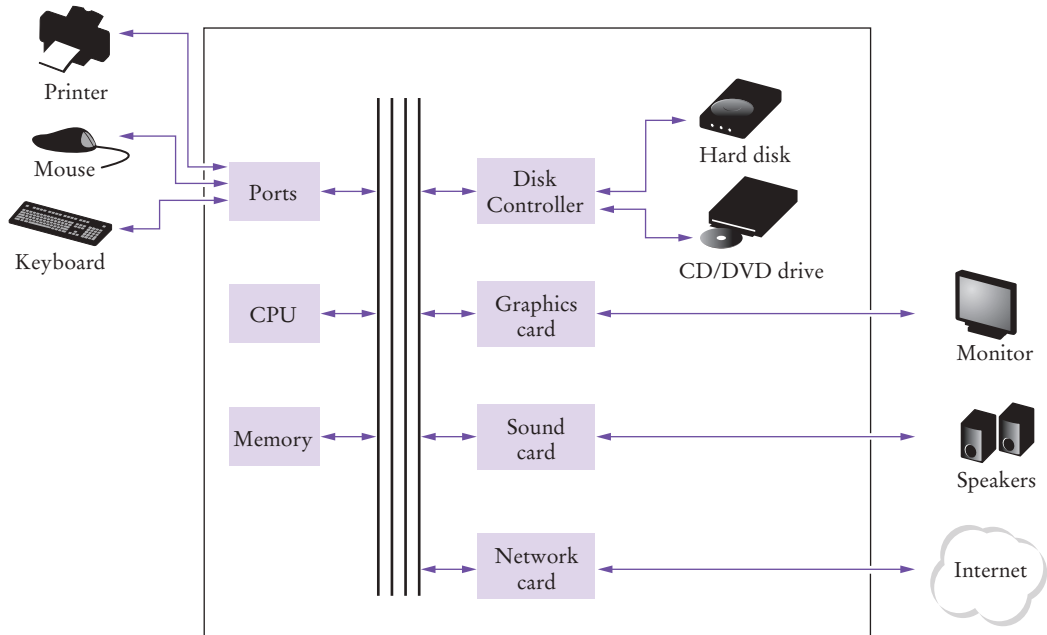 Printer
Mouse
Keyboard
Ports
CPU
Memory
Disk
Controller
Hard disk
CD/DVD drive
Graphics
card
Monitor
Sound
card
Speakers
Network
card
Internet